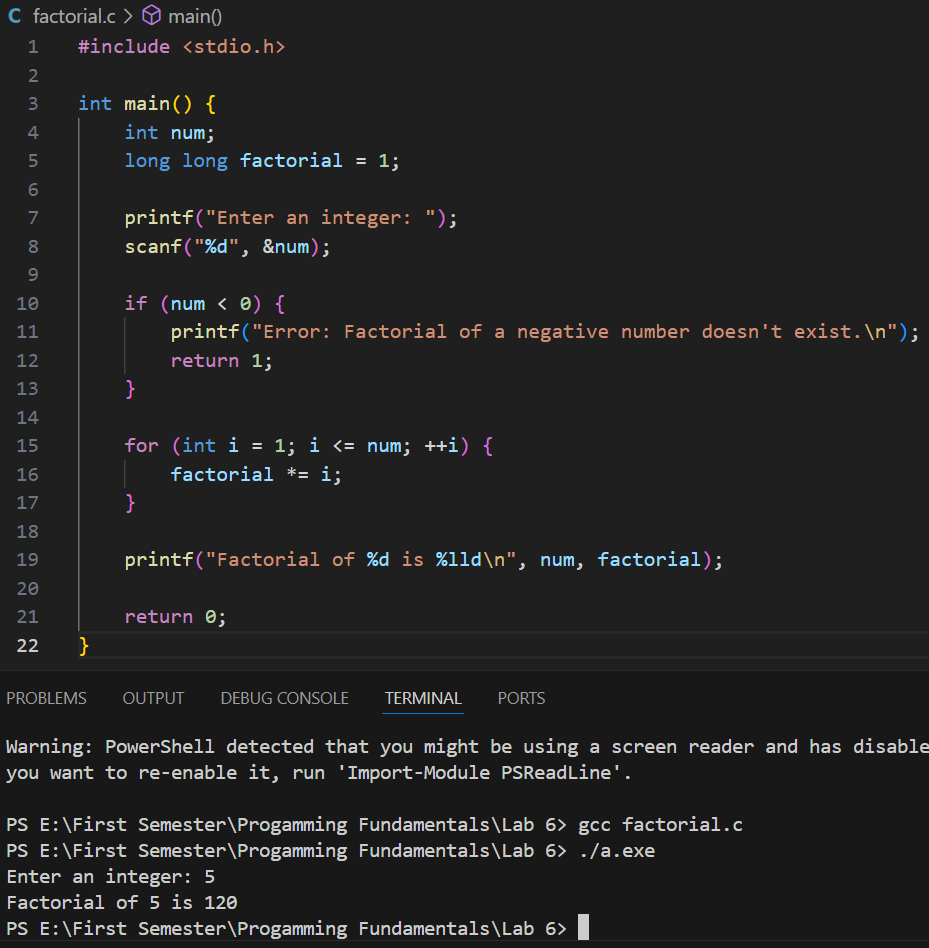 C factorial.c > main()
1 #include <stdio.h>
2
3 int main() {
4     int num;
5     long long factorial = 1;
6
7     printf("Enter an integer: ");
8     scanf("%d", &num);
9
10     if (num < 0) {
11         printf("Error: Factorial of a negative number doesn't exist.\n");
12         return 1;
13     }
14
15     for (int i = 1; i <= num; ++i) {
16         factorial *= i;
17     }
18
19     printf("Factorial of %d is %lld\n", num, factorial);
20
21     return 0;
22 }
PROBLEMS OUTPUT DEBUG CONSOLE TERMINAL PORTS
Warning: PowerShell detected that you might be using a screen reader and has disable
you want to re-enable it, run 'Import-Module PSReadLine'.
PS E:\First Semester\Progamming Fundamentals\Lab 6> gcc factorial.c
PS E:\First Semester\Progamming Fundamentals\Lab 6> ./a.exe
Enter an integer: 5
Factorial of 5 is 120
PS E:\First Semester\Progamming Fundamentals\Lab 6>